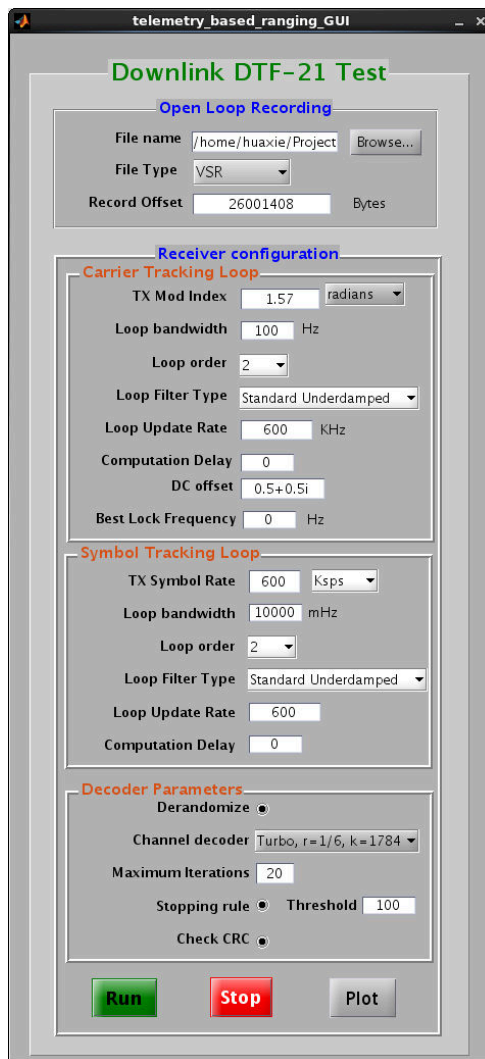 telemetry_based_ranging_GUI
Downlink DTF-21 Test
Open Loop Recording
File name /home/huaxie/Project Browse...
File Type VSR
Record Offset 26001408 Bytes
Receiver configuration
Carrier Tracking Loop
TX Mod Index 1.57 radians
Loop bandwidth 100 Hz
Loop order 2
Loop Filter Type Standard Underdamped
Loop Update Rate 600 KHz
Computation Delay 0
DC offset 0.5+0.5i
Best Lock Frequency 0 Hz
Symbol Tracking Loop
TX Symbol Rate 600 Ksps
Loop bandwidth 10000 mHz
Loop order 2
Loop Filter Type Standard Underdamped
Loop Update Rate 600
Computation Delay 0
Decoder Parameters
Derandomize
Channel decoder Turbo, r=1/6, k=1784
Maximum Iterations 20
Stopping rule Threshold 100
Check CRC
Run Stop Plot